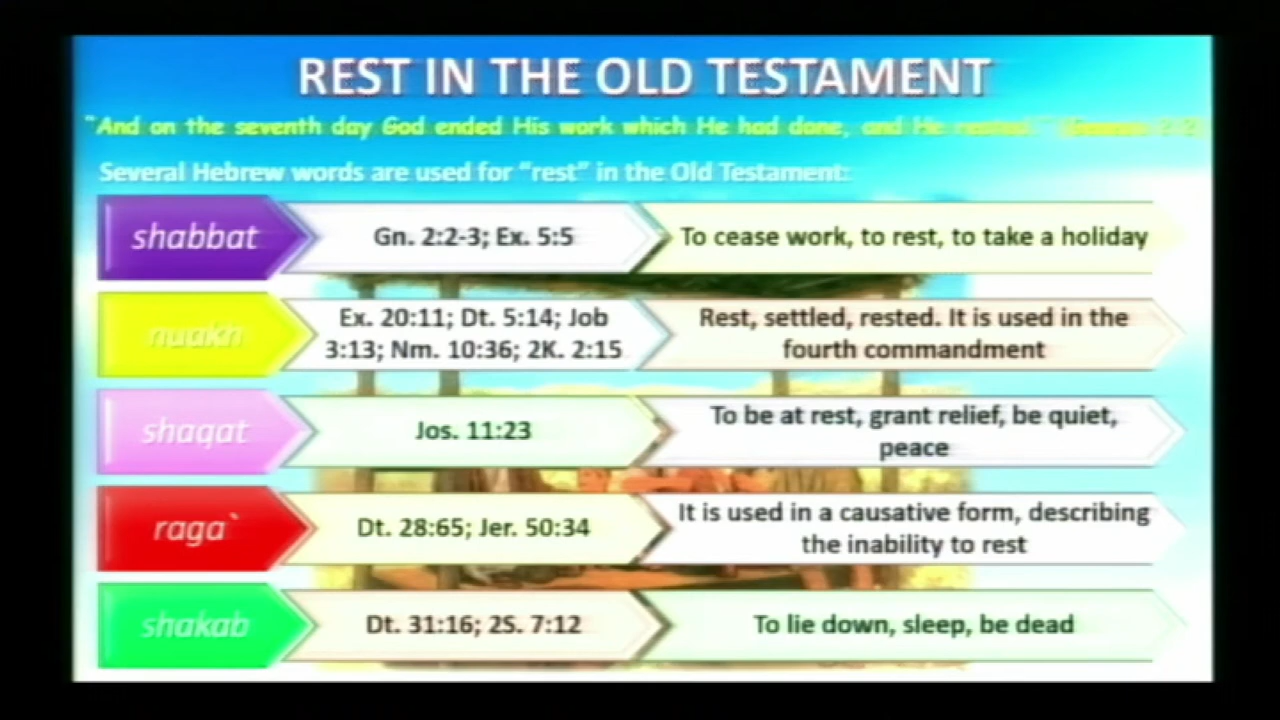 REST IN THE OLD TESTAMENT
"And on the seventh day God ended His work which He had done, and He rested." (Genesis 2:2)
Several Hebrew words are used for "rest" in the Old Testament:
shabbat
Gn. 2:2-3; Ex. 5:5
To cease work, to rest, to take a holiday
nuakh
Ex. 20:11; Dt. 5:14; Job
3:13; Nm. 10:36; 2K. 2:15
Rest, settled, rested. It is used in the
fourth commandment
shaqat
Jos. 11:23
To be at rest, grant relief, be quiet,
peace
raga`
Dt. 28:65; Jer. 50:34
It is used in a causative form, describing
the inability to rest
shakab
Dt. 31:16; 2S. 7:12
To lie down, sleep, be dead